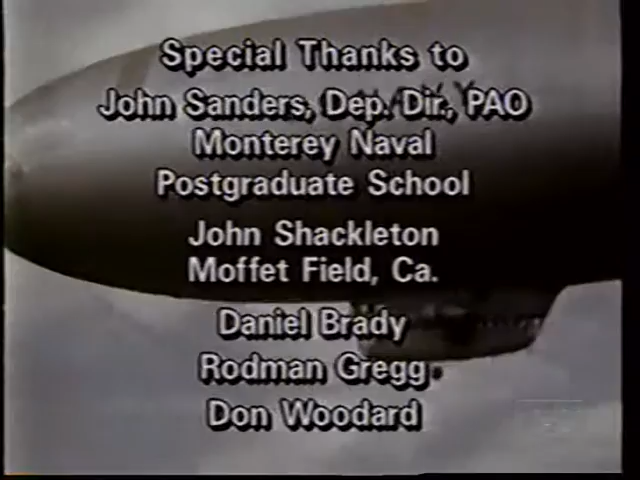 Special Thanks to
John Sanders, Dep. Dir., PAO
Monterey Naval
Postgraduate School
John Shackleton
Moffet Field, Ca.
Daniel Brady
Rodman Gregg
Don Woodard